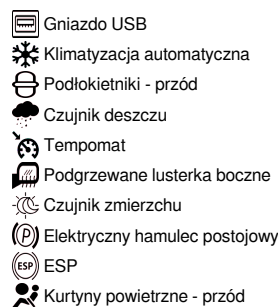 Gniazdo USB
Klimatyzacja automatyczna
Podłokietniki - przód
Czujnik deszczu
Tempomat
Podgrzewane lusterka boczne
Czujnik zmierzchu
(P) Elektryczny hamulec postojowy
ESP ESP
Kurtyny powietrzne - przód